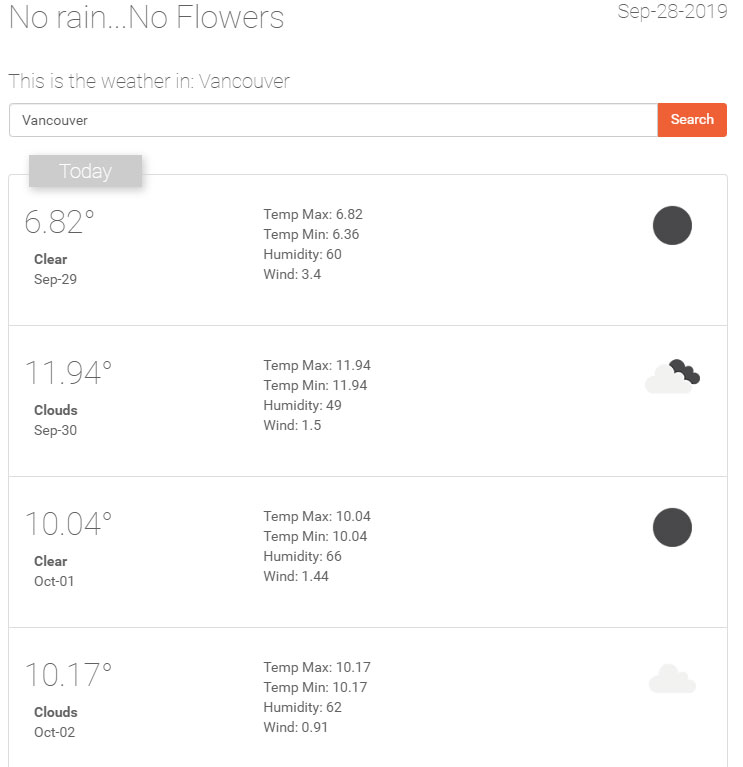 No rain...No Flowers
Sep-28-2019
This is the weather in: Vancouver
Vancouver
Search
Today
6.82°
Clear
Sep-29
Temp Max: 6.82
Temp Min: 6.36
Humidity: 60
Wind: 3.4
11.94°
Clouds
Sep-30
Temp Max: 11.94
Temp Min: 11.94
Humidity: 49
Wind: 1.5
10.04°
Clear
Oct-01
Temp Max: 10.04
Temp Min: 10.04
Humidity: 66
Wind: 1.44
10.17°
Clouds
Oct-02
Temp Max: 10.17
Temp Min: 10.17
Humidity: 62
Wind: 0.91